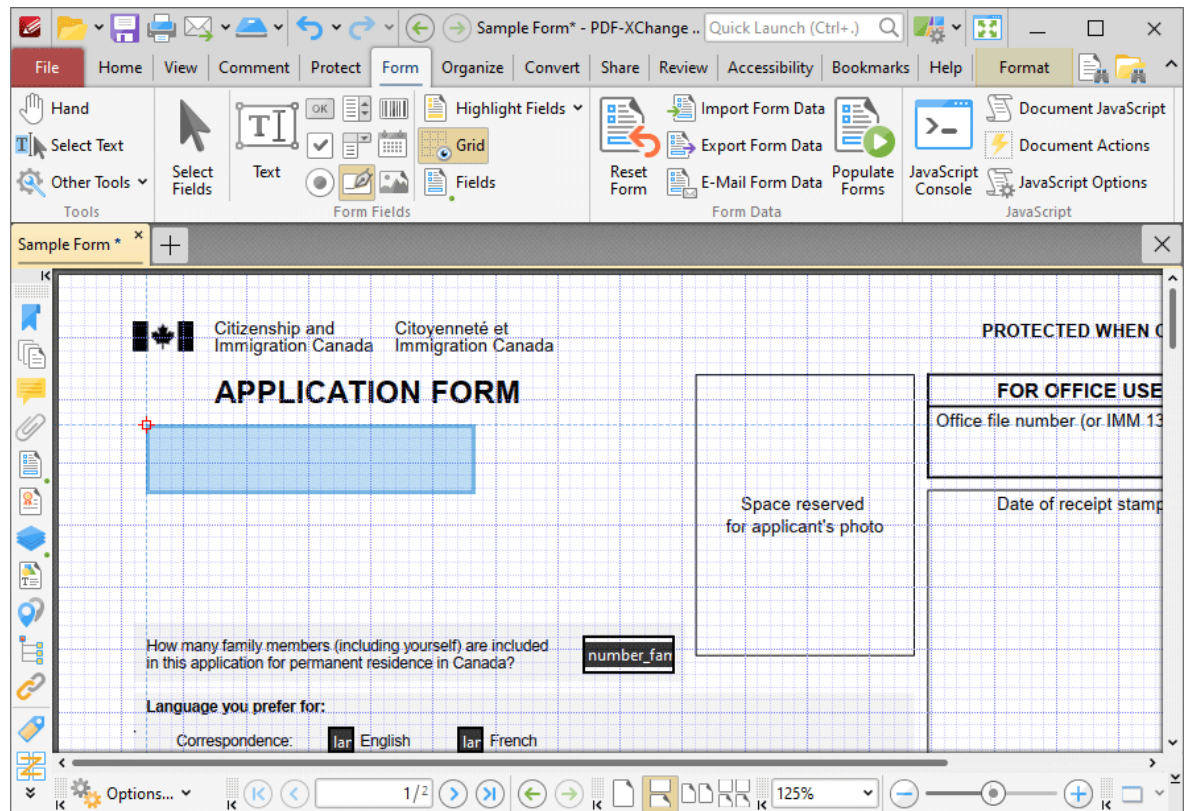 Sample Form* - PDF-XChange ..
Quick Launch (Ctrl+.)
File Home View Comment Protect Form Organize Convert Share Review Accessibility Bookmarks Help Format
Hand
Select Text
Other Tools
Tools
Select Fields
Text
OK
Highlight Fields
Grid
Fields
Form Fields
Reset Form
Import Form Data
Export Form Data
E-Mail Form Data
Populate Forms
Form Data
JavaScript Console
Document JavaScript
Document Actions
JavaScript Options
JavaScript
Sample Form *
Citizenship and Immigration Canada
Citoyenneté et Immigration Canada
PROTECTED WHEN
APPLICATION FORM
FOR OFFICE USE
Office file number (or IMM 13
Space reserved
for applicant's photo
Date of receipt stamp
How many family members (including yourself) are included
in this application for permanent residence in Canada?
number_fam
Language you prefer for:
Correspondence: lar English lar French
Options...
1/2
125%